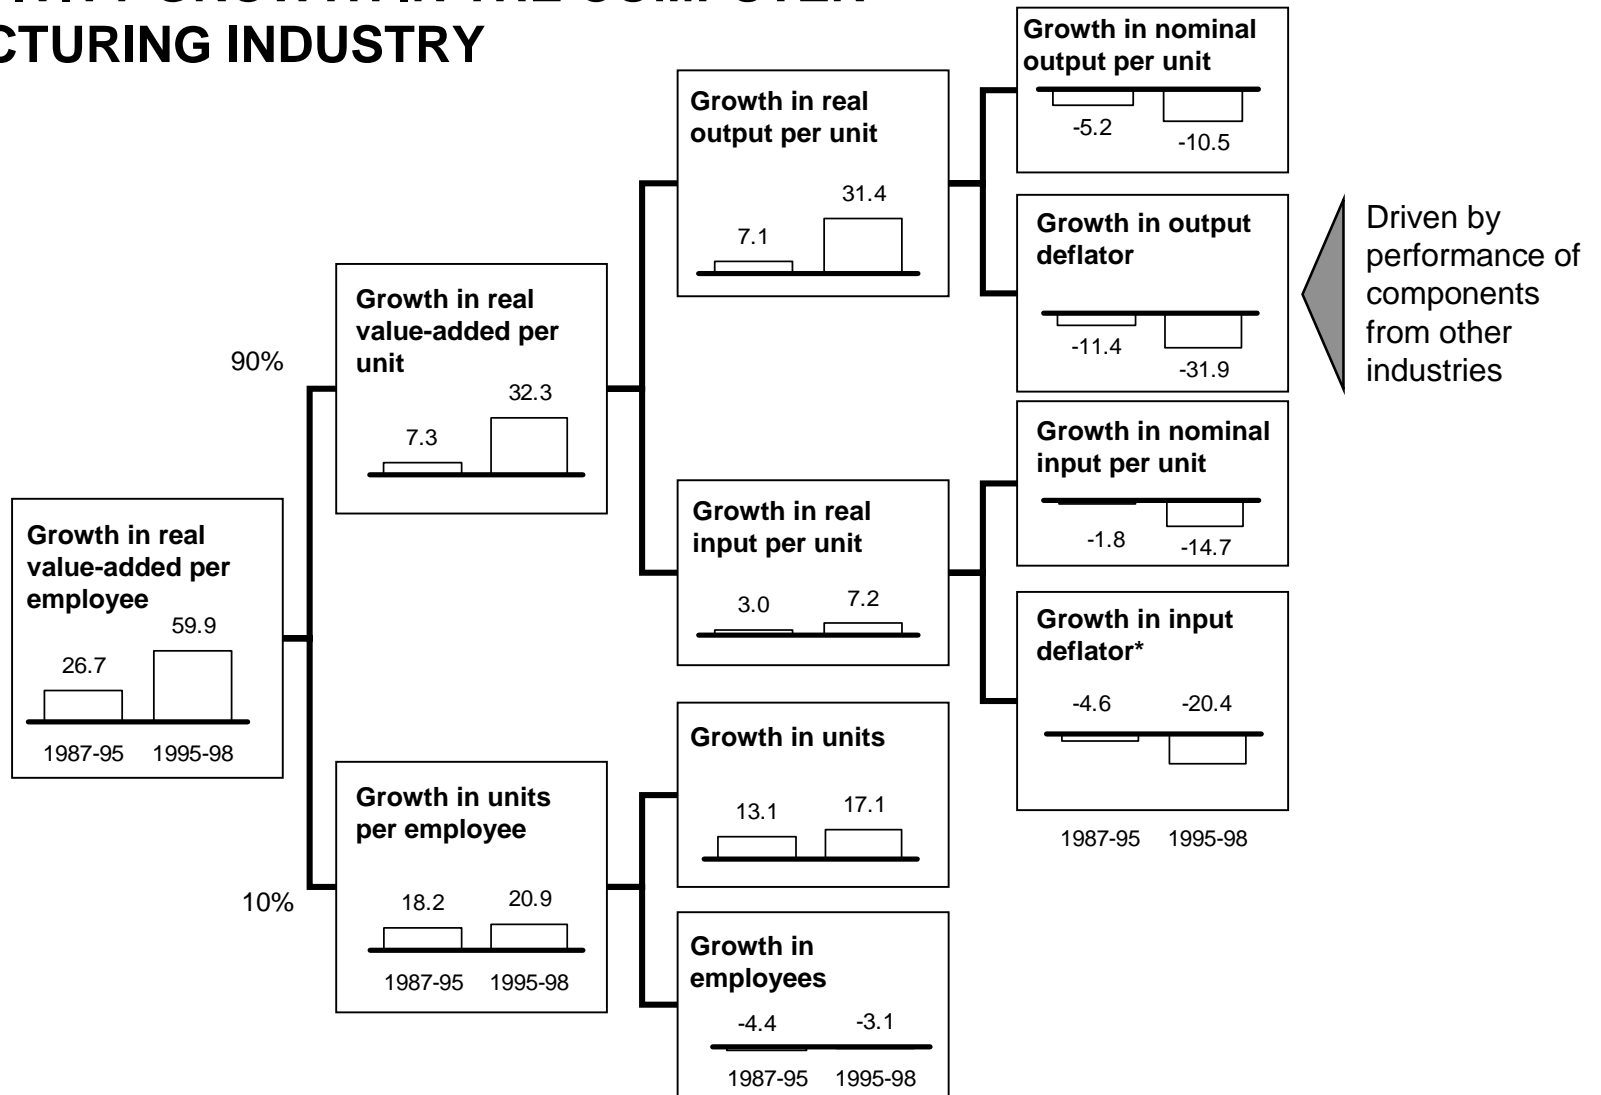 CTURING INDUSTRY
Growth in nominal
output per unit
-5.2
-10.5
Growth in real
output per unit
7.1
31.4
Growth in output
deflator
-11.4
-31.9
Driven by
performance of
components
from other
industries
90%
Growth in real
value-added per
unit
7.3
32.3
Growth in nominal
input per unit
-1.8
-14.7
Growth in real
input per unit
3.0
7.2
Growth in real
value-added per
employee
26.7
59.9
1987-95 1995-98
Growth in input
deflator*
-4.6
-20.4
1987-95 1995-98
Growth in units
13.1
17.1
10%
Growth in units
per employee
18.2
20.9
1987-95 1995-98
Growth in
employees
-4.4
-3.1
1987-95 1995-98